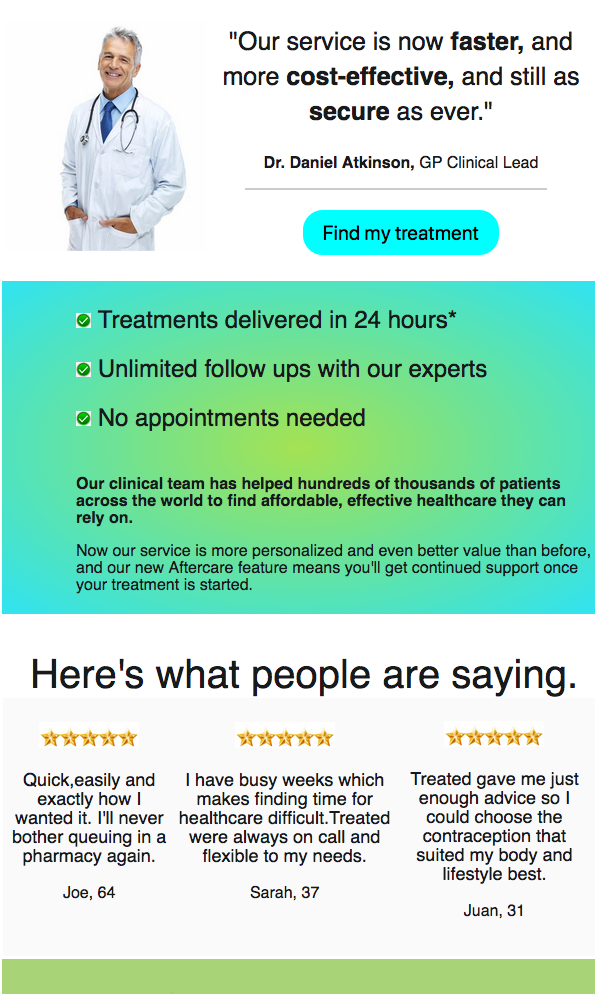 "Our service is now faster, and
more cost-effective, and still as
secure as ever."
Dr. Daniel Atkinson, GP Clinical Lead
Find my treatment
Treatments delivered in 24 hours*
Unlimited follow ups with our experts
No appointments needed
Our clinical team has helped hundreds of thousands of patients
across the world to find affordable, effective healthcare they can
rely on.
Now our service is more personalized and even better value than before,
and our new Aftercare feature means you'll get continued support once
your treatment is started.
Here's what people are saying.
Quick,easily and
exactly how I
wanted it. I'll never
bother queuing in a
pharmacy again.
Joe, 64
I have busy weeks which
makes finding time for
healthcare difficult.Treated
were always on call and
flexible to my needs.
Sarah, 37
Treated gave me just
enough advice so I
could choose the
contraception that
suited my body and
lifestyle best.
Juan, 31